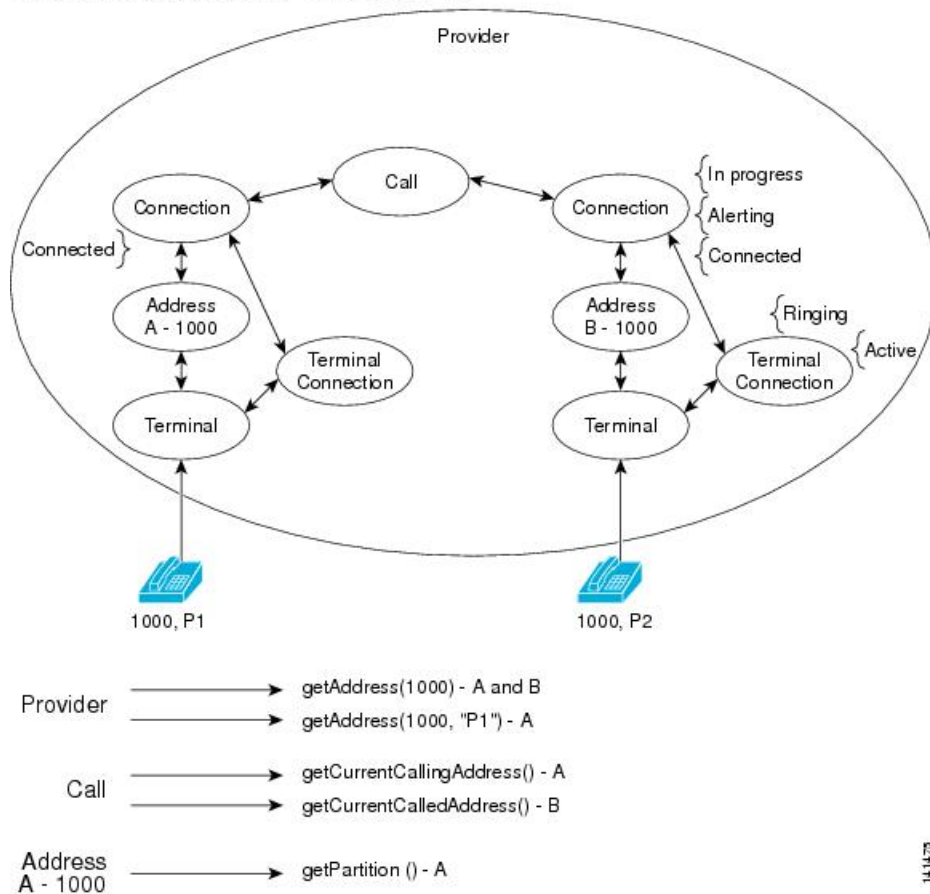 Provider
Call
Connection
Connected }
Address
A - 1000
Terminal
Connection
Terminal
Connection
{ In progress
{ Alerting
{ Connected
Address
B - 1000
{ Ringing
{ Active
Terminal
Connection
Terminal
1000, P1
1000, P2
Provider
getAddress(1000) - A and B
getAddress(1000, "P1") - A
Call
getCurrentCallingAddress() - A
getCurrentCalledAddress() - B
Address
A - 1000
getPartition () - A
141475